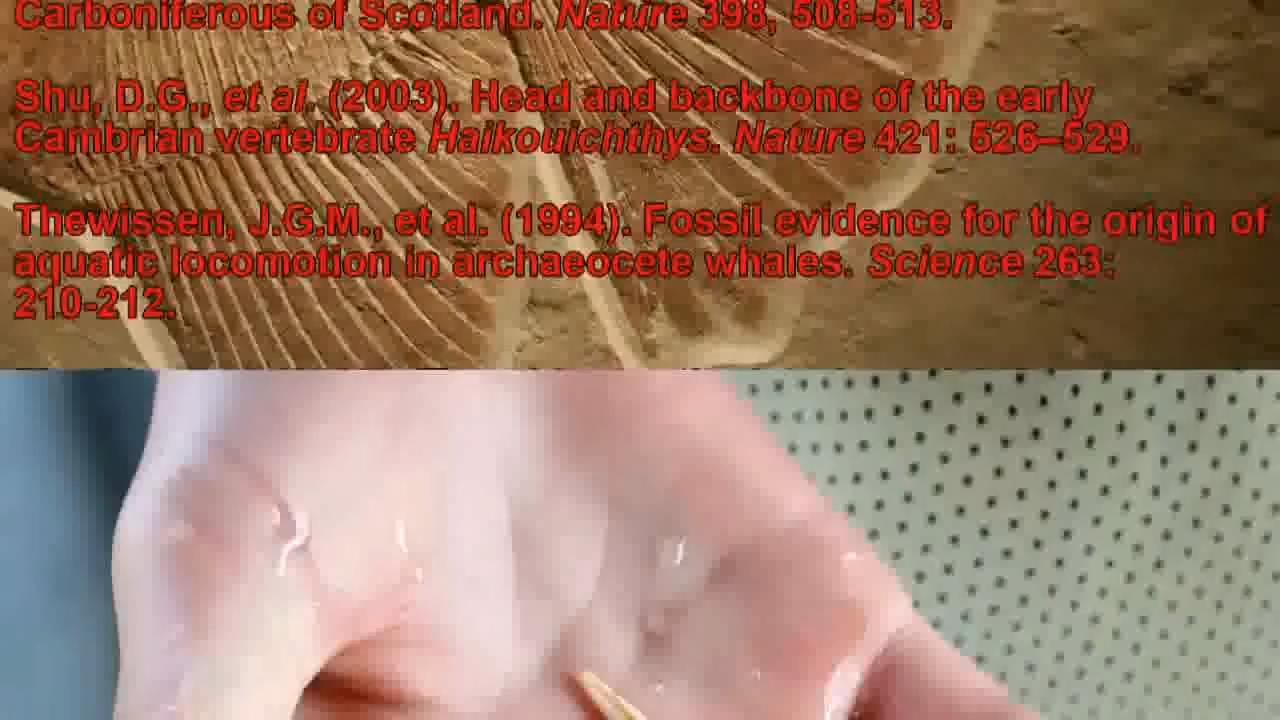 Carboniferous of Scotland. Nature 398, 508-513.
Shu, D.G., et al. (2003). Head and backbone of the early
Cambrian vertebrate Haikouichthys. Nature 421: 526–529.
Thewissen, J.G.M., et al. (1994). Fossil evidence for the origin of
aquatic locomotion in archaeocete whales. Science 263:
210-212.